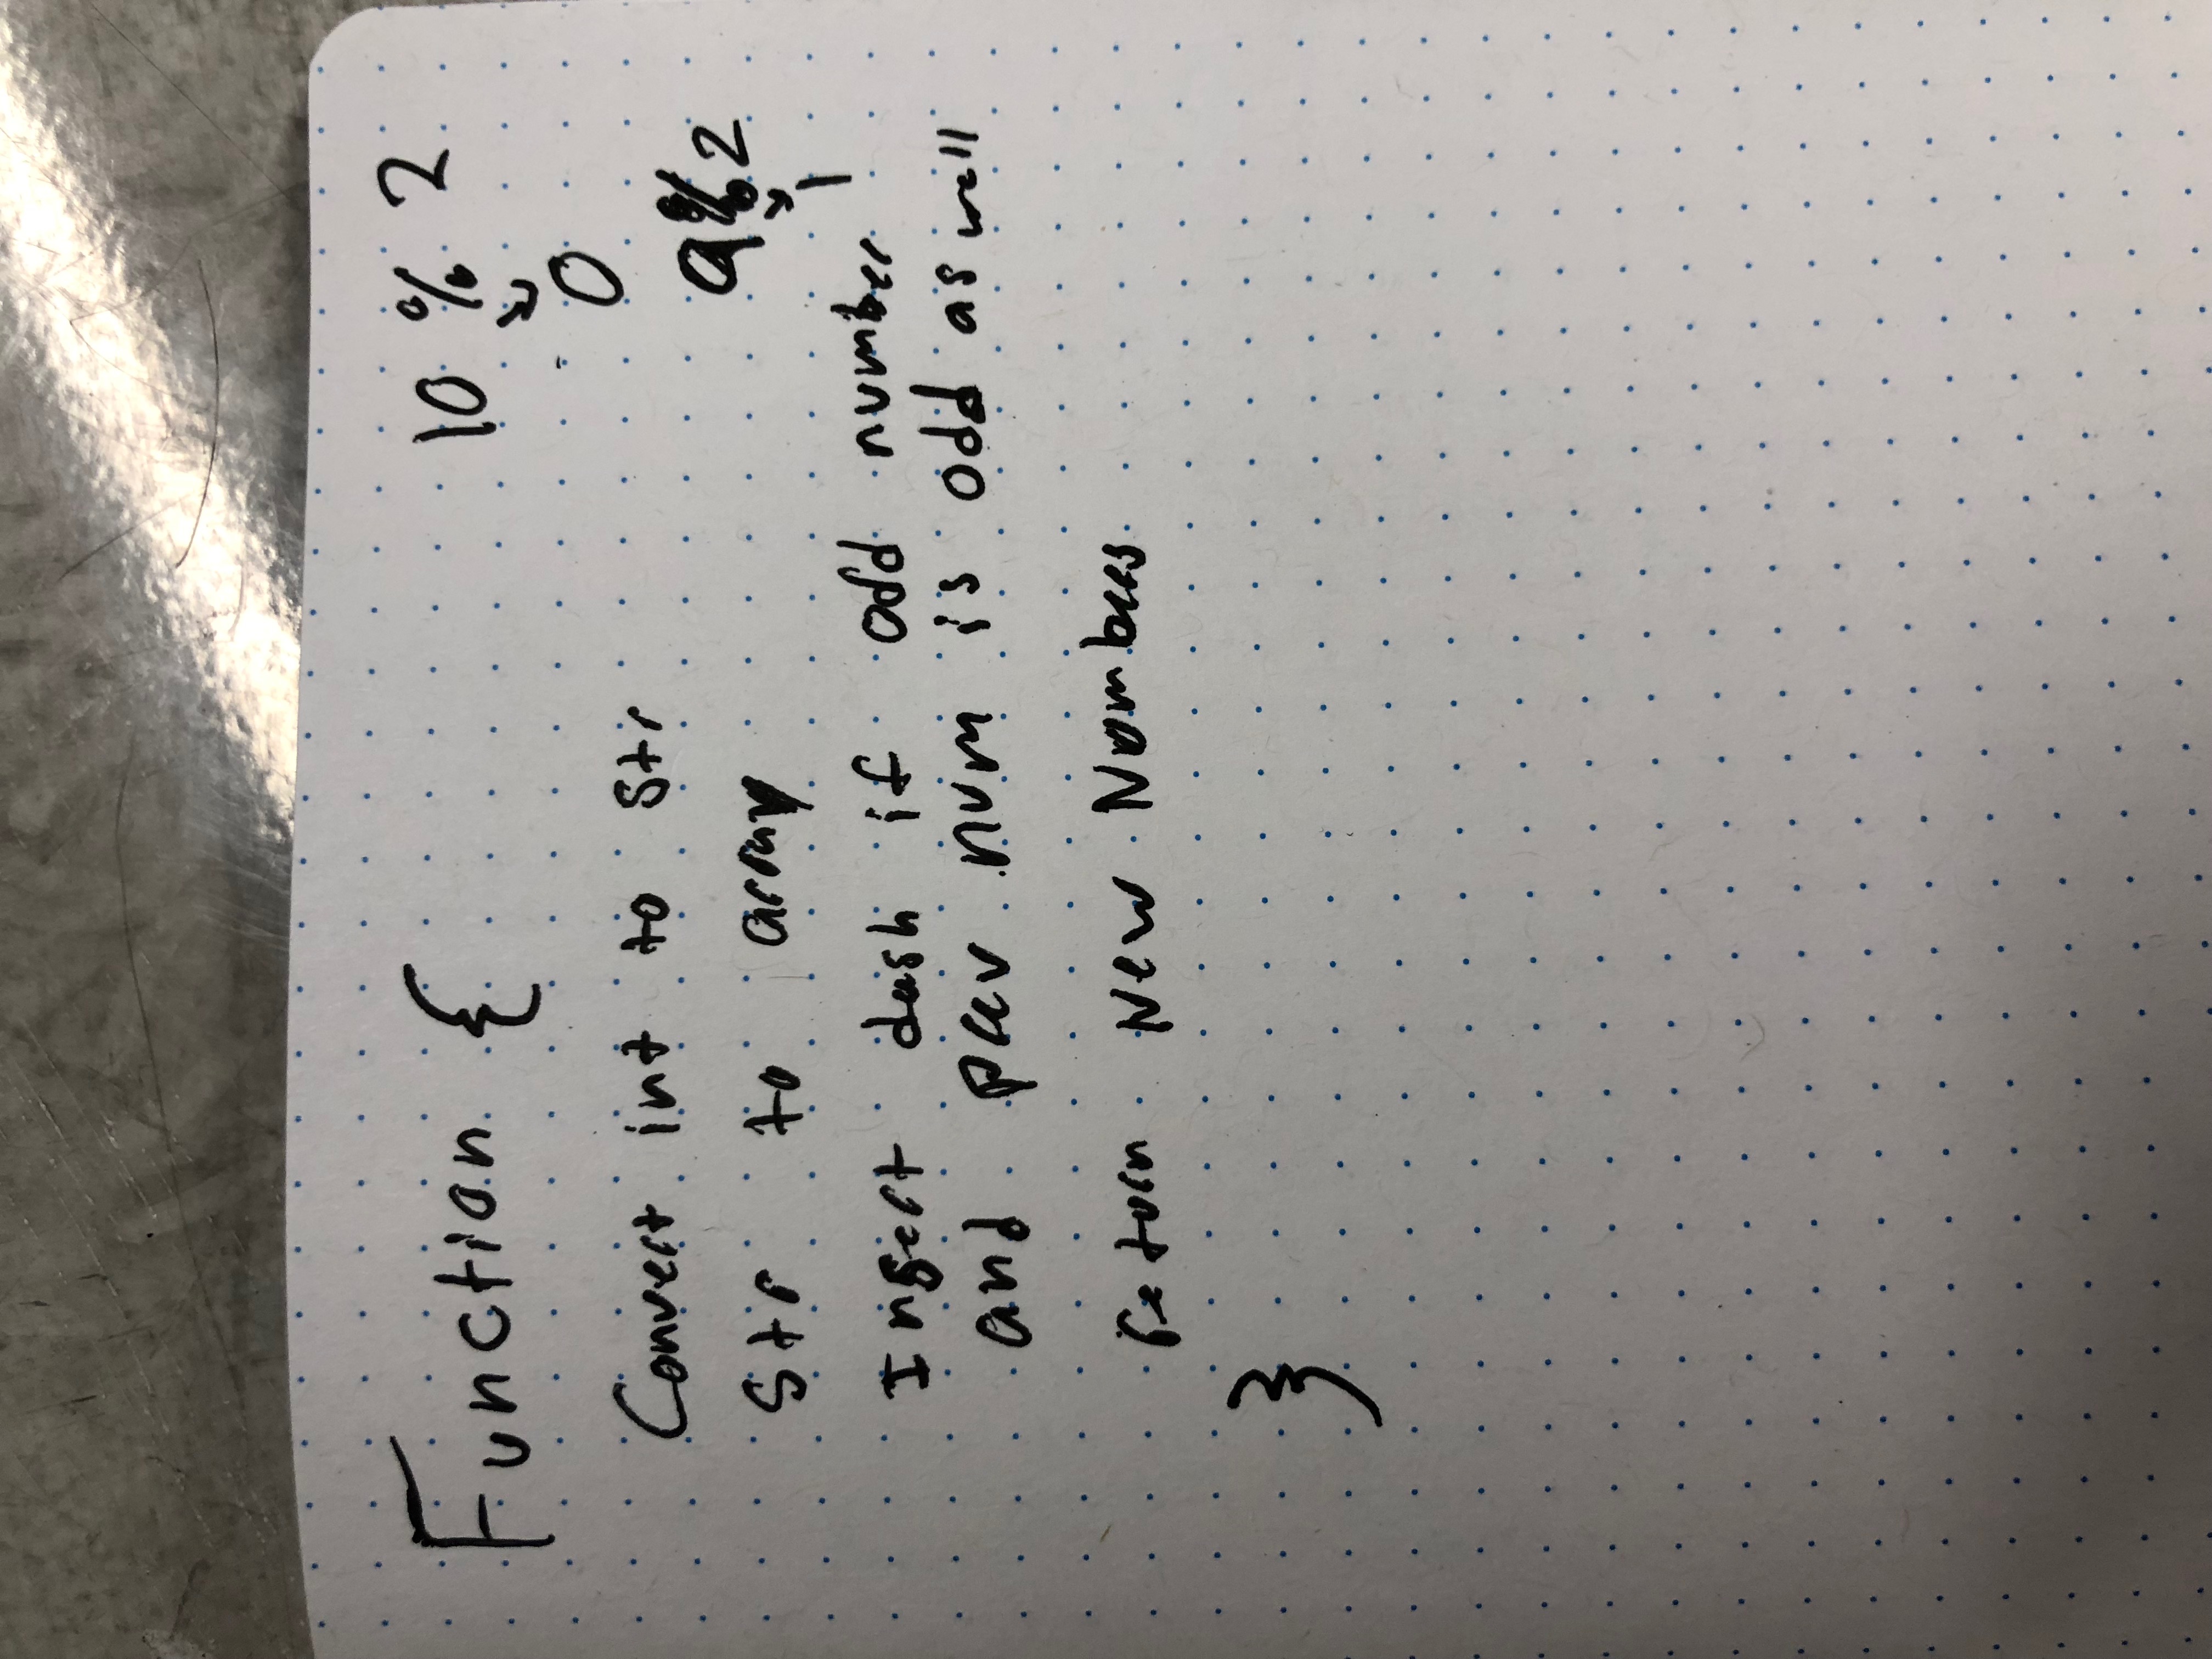 Function {
10 % 2
0
Convert int to Str
9%2
Str to array
1
Insert dash if odd number
and prev num is odd as well
return New Numbers
}